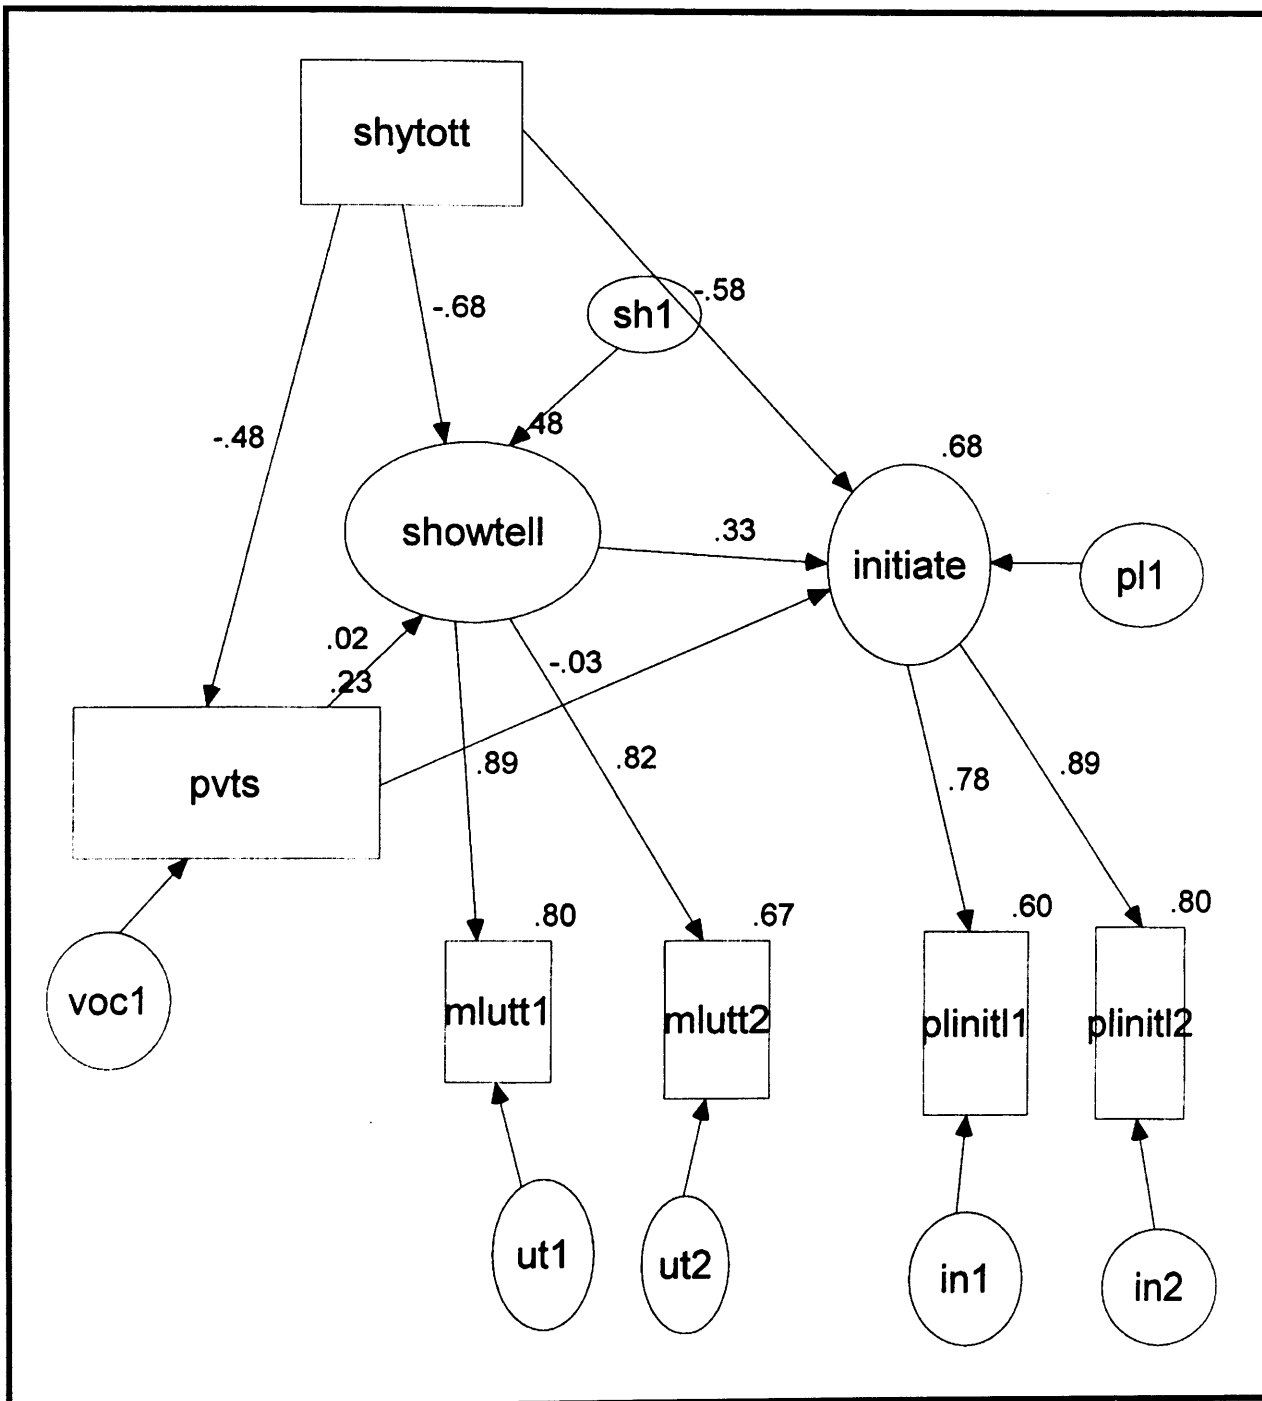 shytott
-.68
sh1
-.58
-.48
.48
.68
showtell
.33
initiate
pl1
.02
.23
-.03
pvts
.89
.82
.78
.89
.80
.67
.60
.80
voc1
mlutt1
mlutt2
plinitl1
plinitl2
ut1
ut2
in1
in2